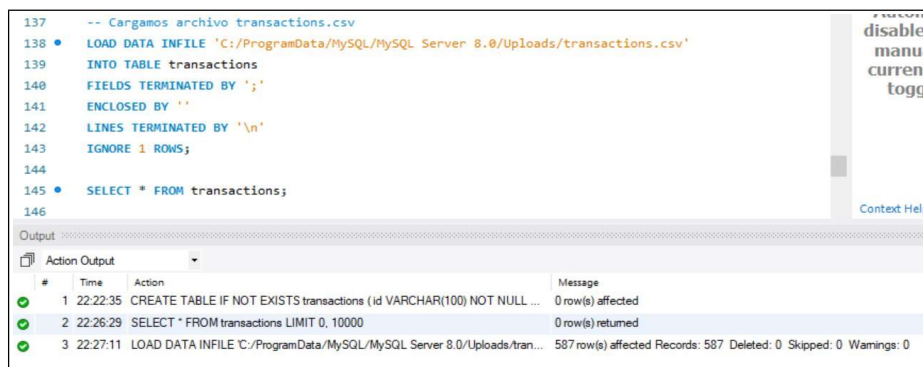 137 -- Cargamos archivo transactions.csv
138 LOAD DATA INFILE 'C:/ProgramData/MySQL/MySQL Server 8.0/Uploads/transactions.csv'
139 INTO TABLE transactions
140 FIELDS TERMINATED BY ';'
141 ENCLOSED BY ''
142 LINES TERMINATED BY '\n'
143 IGNORE 1 ROWS;
144
145 SELECT * FROM transactions;
146
disable
manu
curren
togg
Context Hel
Output
Action Output
# Time Action Message
1 22:22:35 CREATE TABLE IF NOT EXISTS transactions ( id VARCHAR(100) NOT NULL ... 0 row(s) affected
2 22:26:29 SELECT * FROM transactions LIMIT 0, 10000 0 row(s) returned
3 22:27:11 LOAD DATA INFILE 'C:/ProgramData/MySQL/MySQL Server 8.0/Uploads/tran... 587 row(s) affected Records: 587 Deleted: 0 Skipped: 0 Warnings: 0